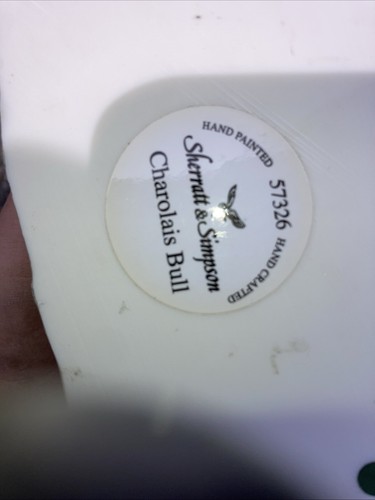 HAND PAINTED
57326
HAND CRAFTED
Sherratt & Simpson
Charolais Bull